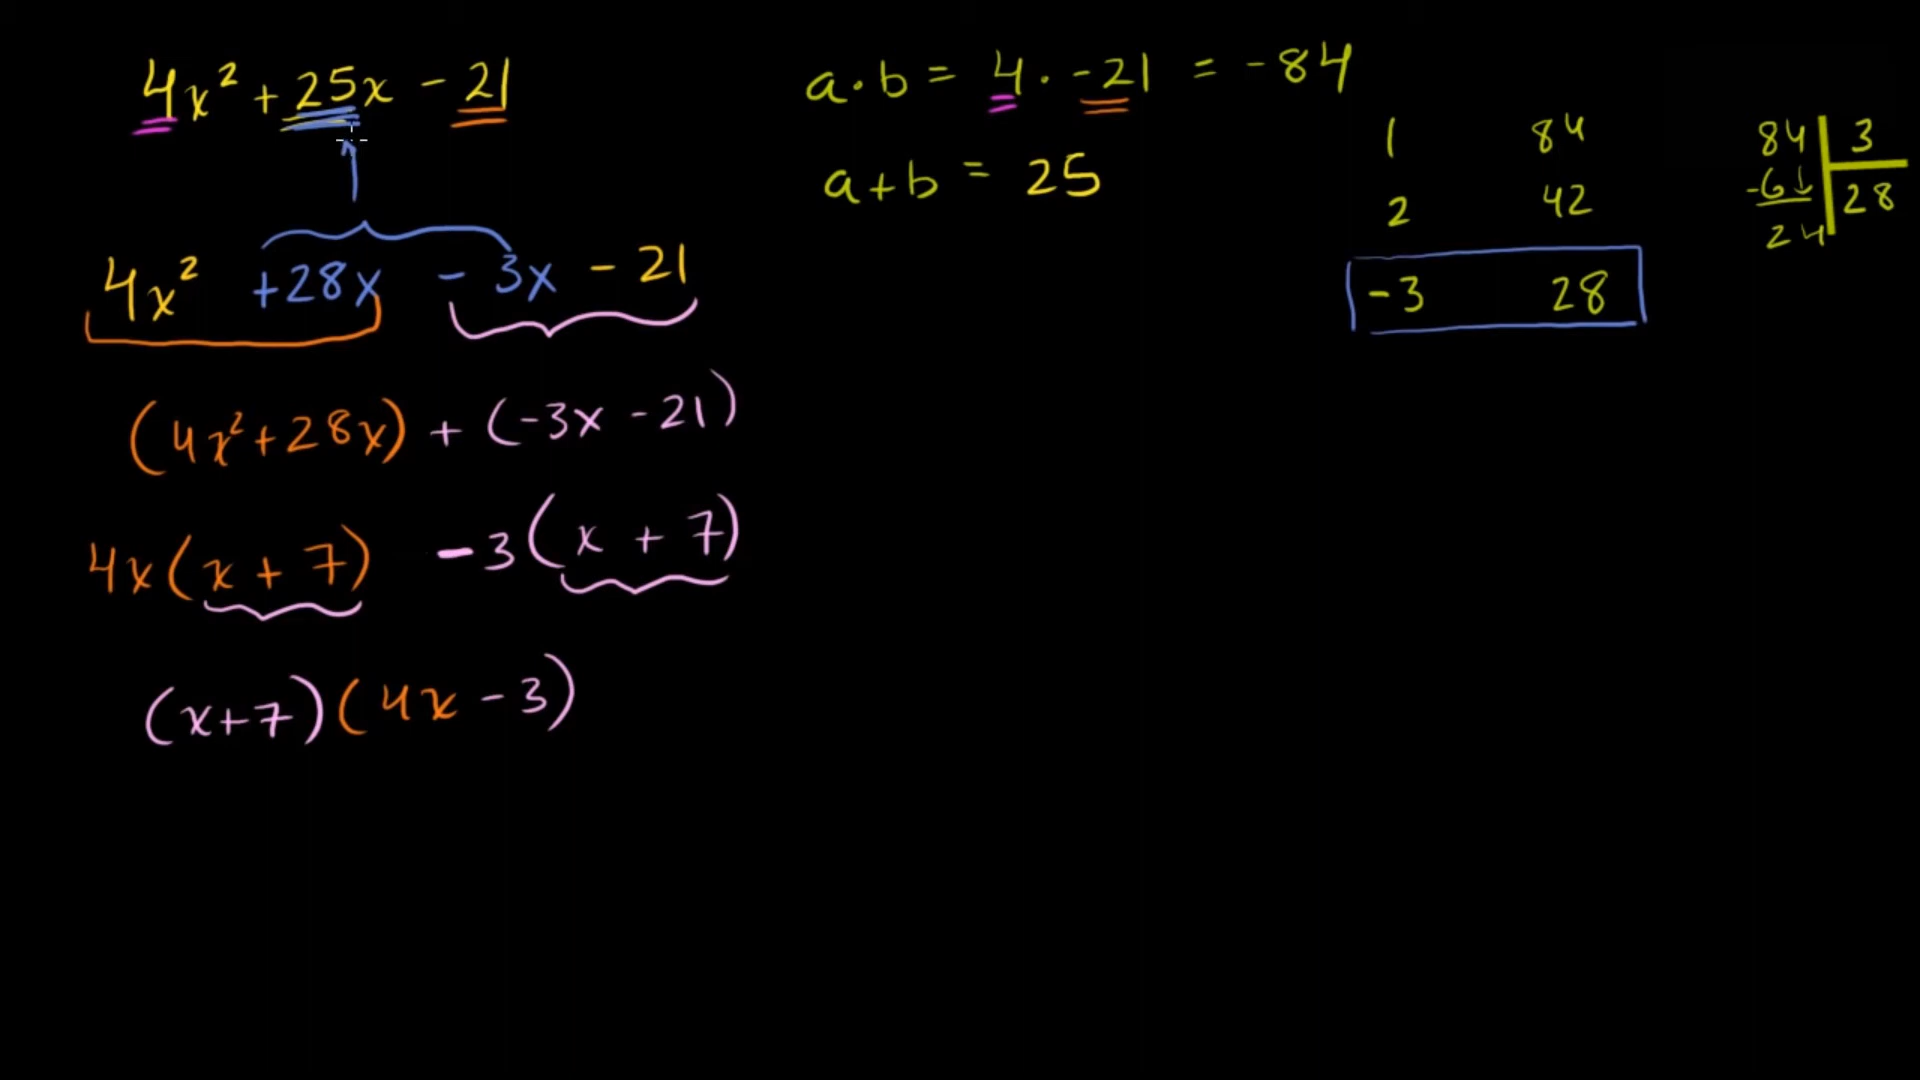 4x² + 25x - 21
a·b = 4 · -21 = -84
a+b = 25
1 84
2 42
-3 28
84 3
-6↓ 28
24
4x² +28x - 3x - 21
(4x²+28x) + (-3x -21)
4x(x + 7) -3(x + 7)
(x+7)(4x - 3)